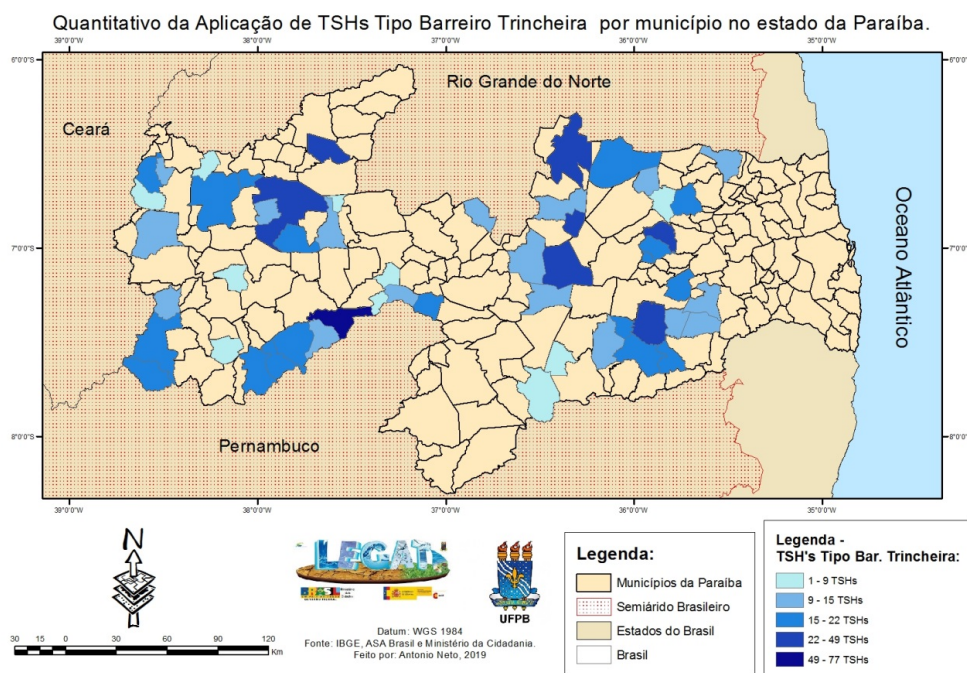 Quantitativo da Aplicação de TSHs Tipo Barreiro Trincheira por município no estado da Paraíba.
39°0'0"W 38°0'0"W 37°0'0"W 36°0'0"W 35°0'0"W
6°0'0"S 6°0'0"S
Rio Grande do Norte
Ceará
7°0'0"S 7°0'0"S
Oceano Atlântico
Pernambuco
8°0'0"S 8°0'0"S
39°0'0"W 38°0'0"W 37°0'0"W 36°0'0"W 35°0'0"W
N
LEGAT
UFPB
30 15 0 30 60 90 120
Km
Datum: WGS 1984
Fonte: IBGE, ASA Brasil e Ministério da Cidadania.
Feito por: Antonio Neto, 2019
Legenda:
Municípios da Paraíba
Semiárido Brasileiro
Estados do Brasil
Brasil
Legenda -
TSH's Tipo Bar. Trincheira:
1 - 9 TSHs
9 - 15 TSHs
15 - 22 TSHs
22 - 49 TSHs
49 - 77 TSHs